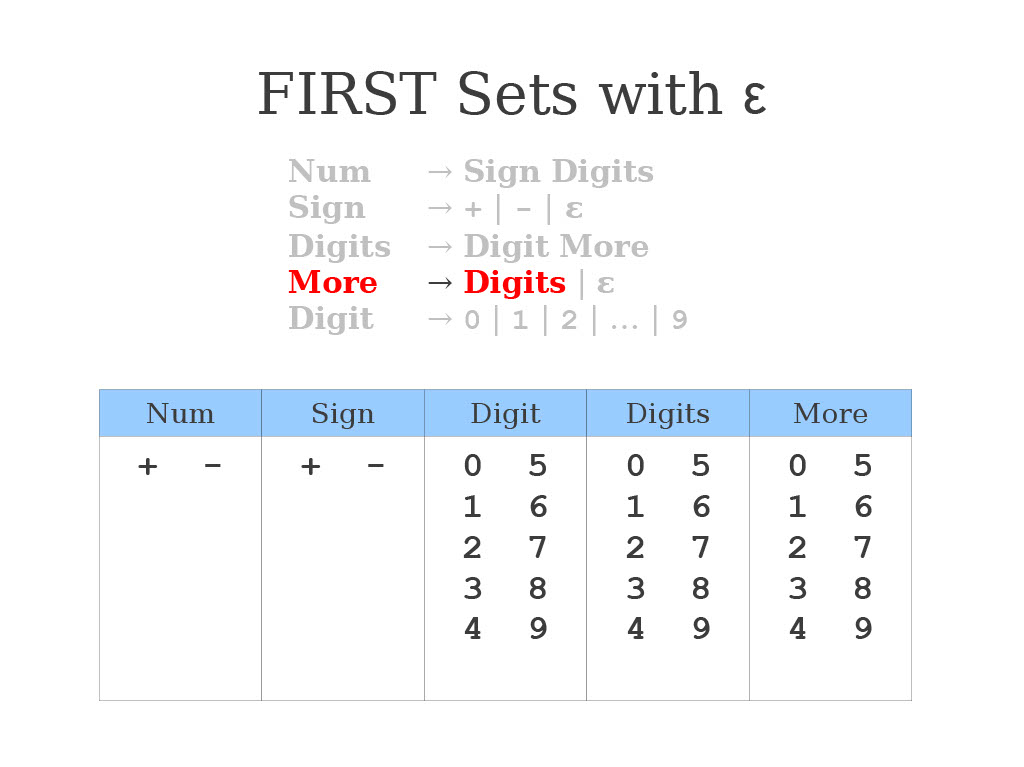 FIRST Sets with ε
Num → Sign Digits
Sign → + | - | ε
Digits → Digit More
More → Digits | ε
Digit → 0 | 1 | 2 | … | 9
Num Sign Digit Digits More
+ - + - 0 5 0 5 0 5
1 6 1 6 1 6
2 7 2 7 2 7
3 8 3 8 3 8
4 9 4 9 4 9